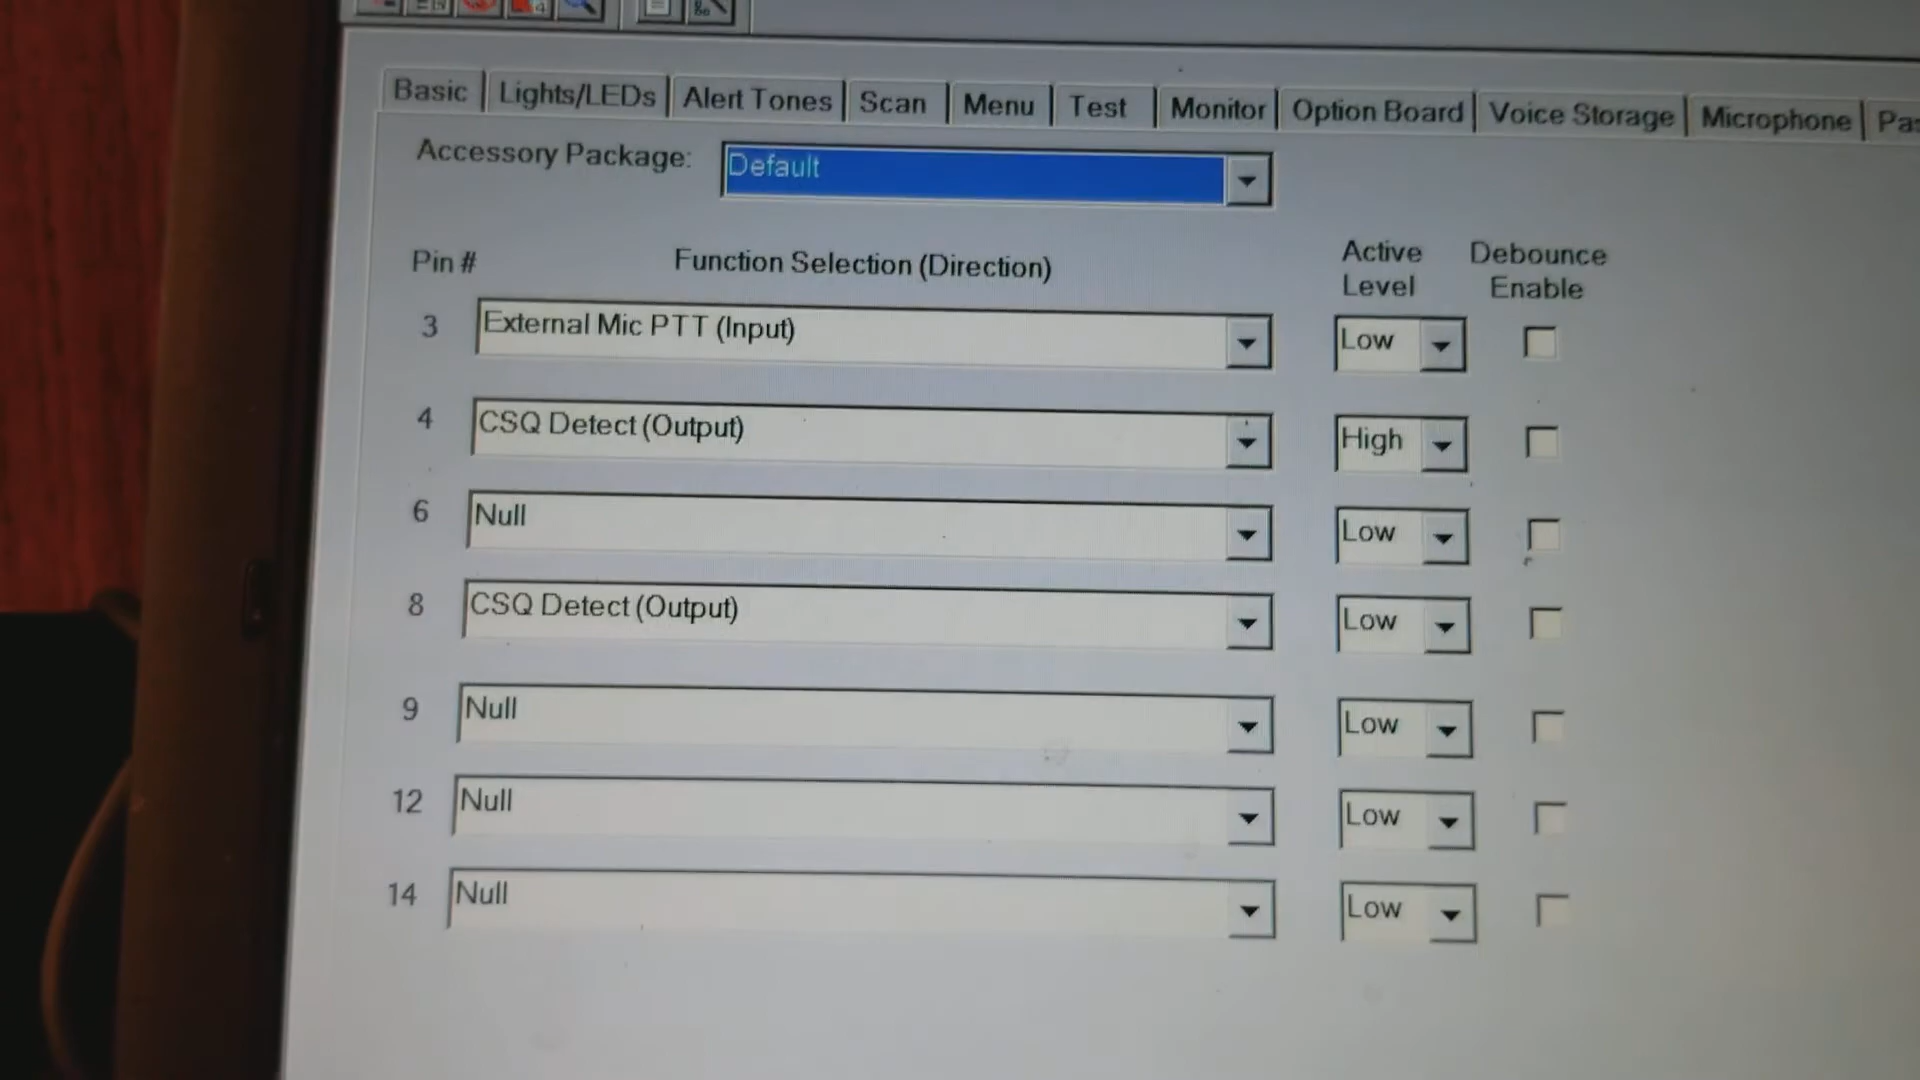 Basic Lights/LEDs Alert Tones Scan Menu Test Monitor Option Board Voice Storage Microphone
Accessory Package: Default
Pin # Function Selection (Direction) Active Level Debounce Enable
3 External Mic PTT (Input) Low
4 CSQ Detect (Output) High
6 Null Low
8 CSQ Detect (Output) Low
9 Null Low
12 Null Low
14 Null Low